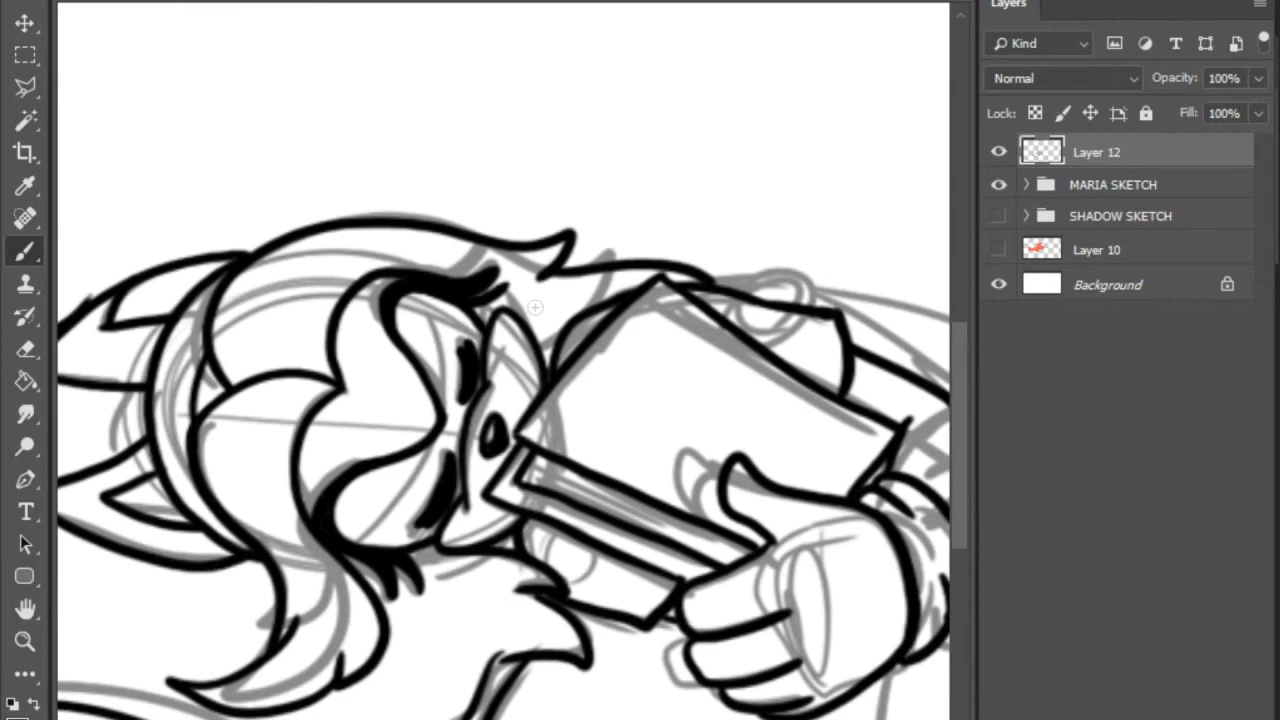 Layers
Kind
Normal
Opacity: 100%
Lock:
Fill: 100%
Layer 12
MARIA SKETCH
SHADOW SKETCH
Layer 10
Background